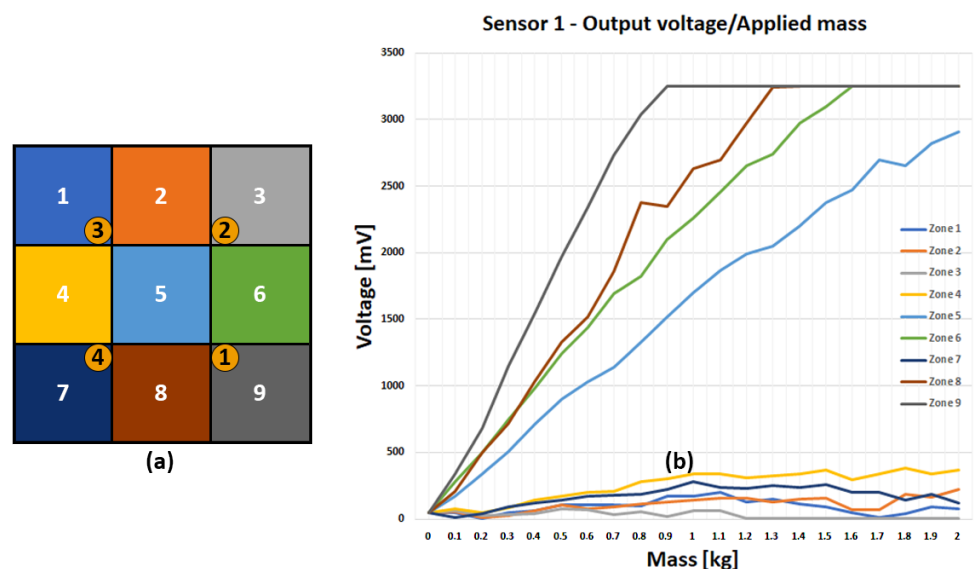 1 2 3
3 2
4 5 6
4 1
7 8 9
(a)
Sensor 1 - Output voltage/Applied mass
Voltage [mV]
3500
3000
2500
2000
1500
1000
500
0
Zone 1
Zone 2
Zone 3
Zone 4
Zone 5
Zone 6
Zone 7
Zone 8
Zone 9
(b)
0 0.1 0.2 0.3 0.4 0.5 0.6 0.7 0.8 0.9 1 1.1 1.2 1.3 1.4 1.5 1.6 1.7 1.8 1.9 2
Mass [kg]